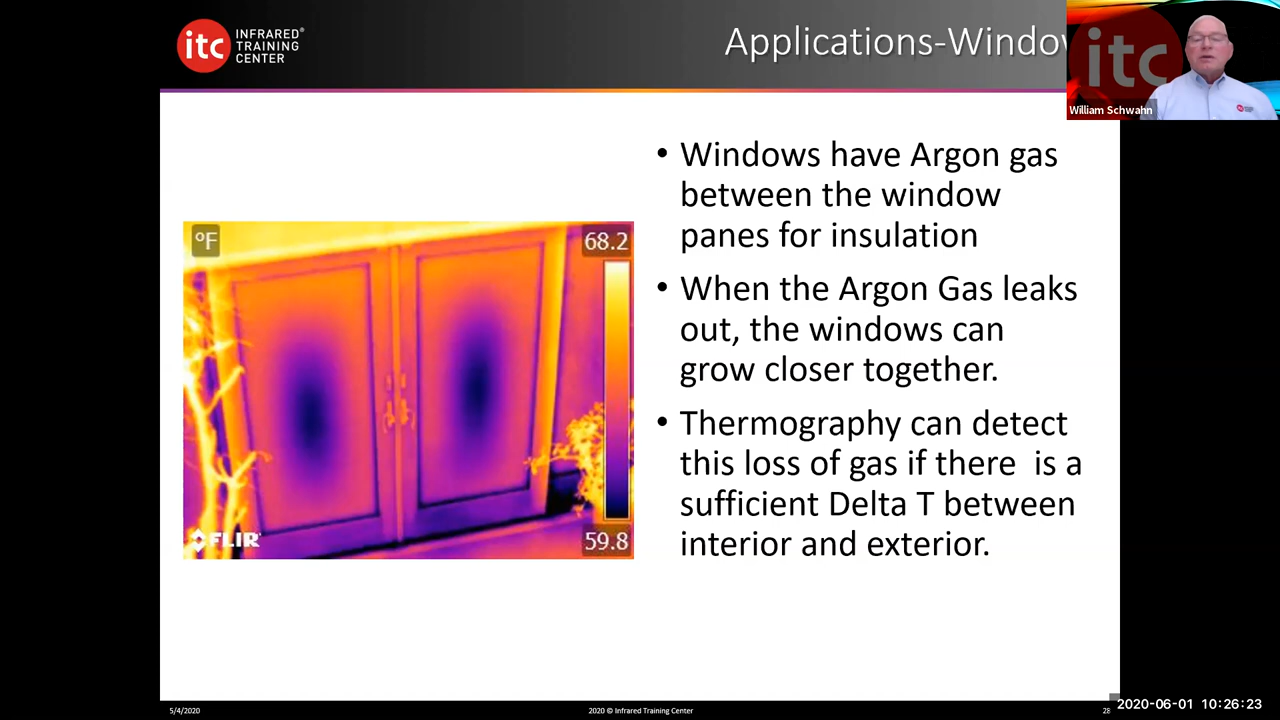 itc INFRARED
TRAINING
CENTER®
Applications-Window
itc
William Schwahn
• Windows have Argon gas
between the window
panes for insulation
• When the Argon Gas leaks
out, the windows can
grow closer together.
• Thermography can detect
this loss of gas if there is a
sufficient Delta T between
interior and exterior.
°F
68.2
FLIR
59.8
5/4/2020
2020 © Infrared Training Center
28
2020-06-01 10:26:23